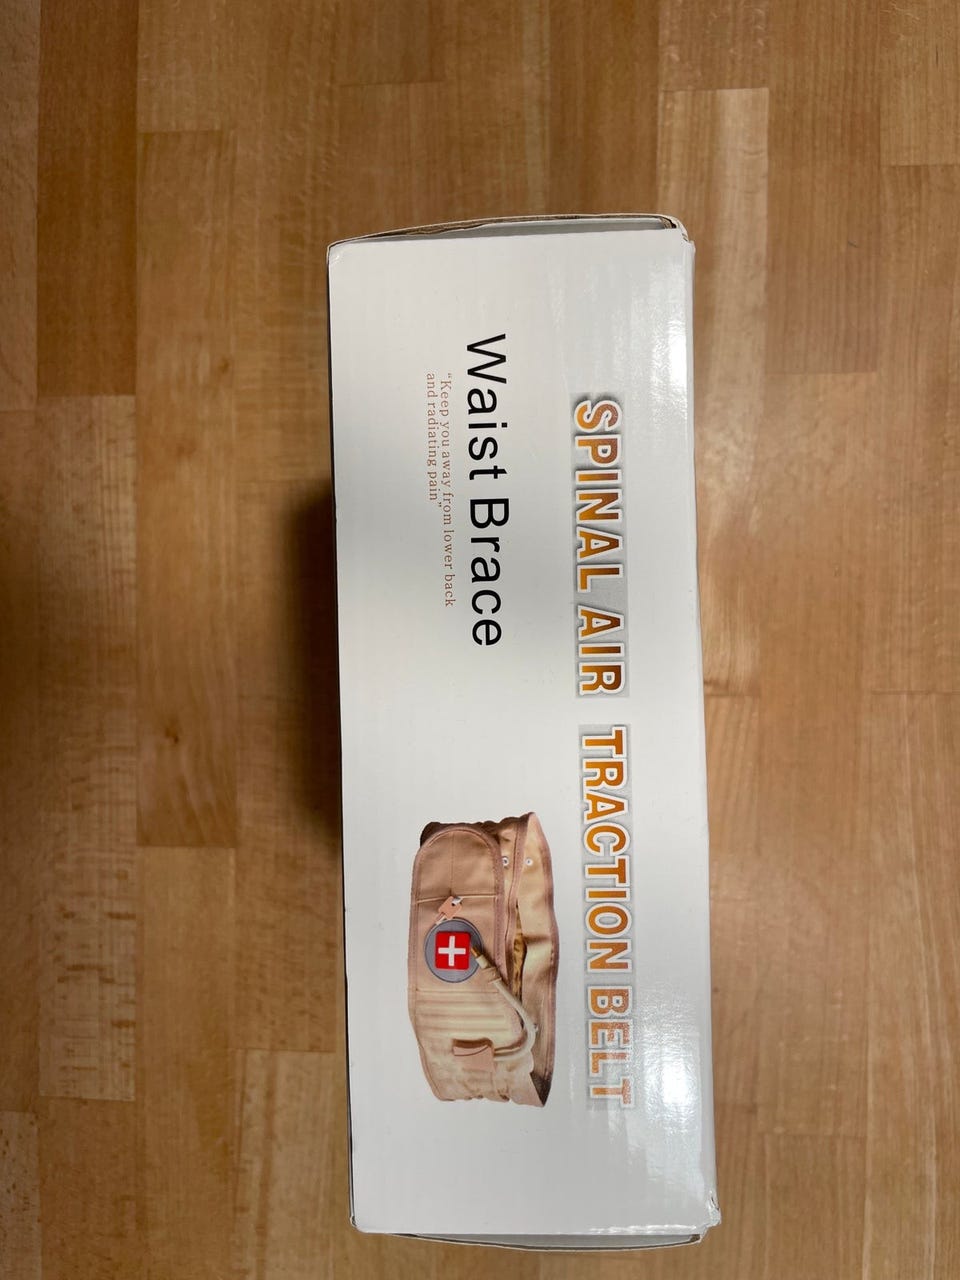 SPINAL AIR TRACTION BELT
Waist Brace
“Keep you away from lower back
and radiating pain”